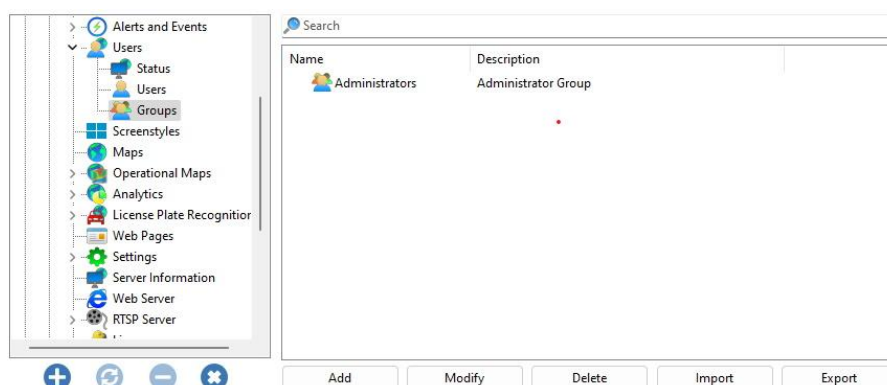 Alerts and Events
Users
Status
Users
Groups
Screenstyles
Maps
Operational Maps
Analytics
License Plate Recognition
Web Pages
Settings
Server Information
Web Server
RTSP Server
Search
Name Description
Administrators Administrator Group
Add Modify Delete Import Export